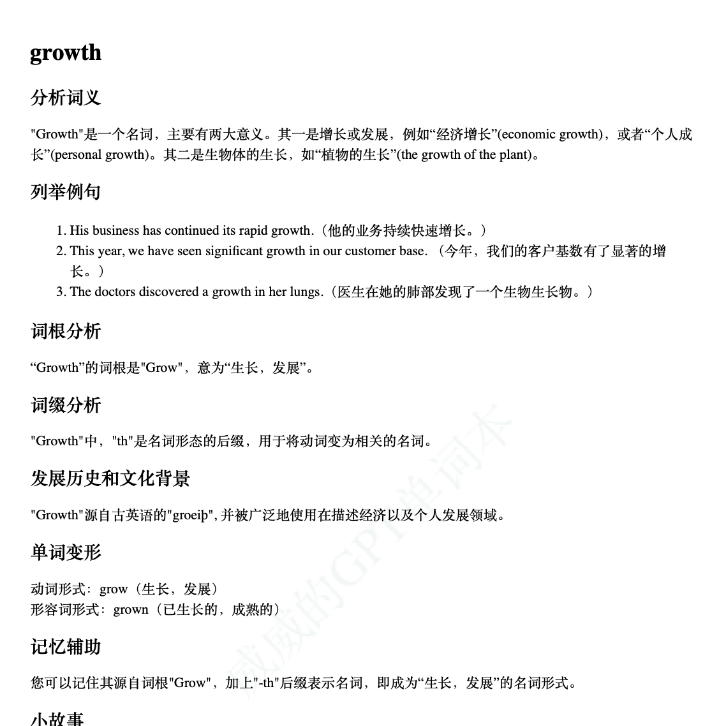 growth
分析词义
"Growth"是一个名词，主要有两大意义。其一是增长或发展，例如“经济增长”(economic growth)，或者“个人成
长”(personal growth)。其二是生物体的生长，如“植物的生长”(the growth of the plant)。
列举例句
1. His business has continued its rapid growth.（他的业务持续快速增长。）
2. This year, we have seen significant growth in our customer base. （今年，我们的客户基数有了显著的增
长。）
3. The doctors discovered a growth in her lungs.（医生在她的肺部发现了一个生物生长物。）
词根分析
“Growth”的词根是"Grow"，意为“生长，发展”。
词缀分析
"Growth"中，"th"是名词形态的后缀，用于将动词变为相关的名词。
发展历史和文化背景
"Growth"源自古英语的"groeiþ", 并被广泛地使用在描述经济以及个人发展领域。
单词变形
动词形式：grow（生长，发展）
形容词形式：grown（已生长的，成熟的）
记忆辅助
您可以记住其源自词根"Grow"，加上"-th"后缀表示名词，即成为“生长，发展”的名词形式。
小故事
威威的GPT单词本